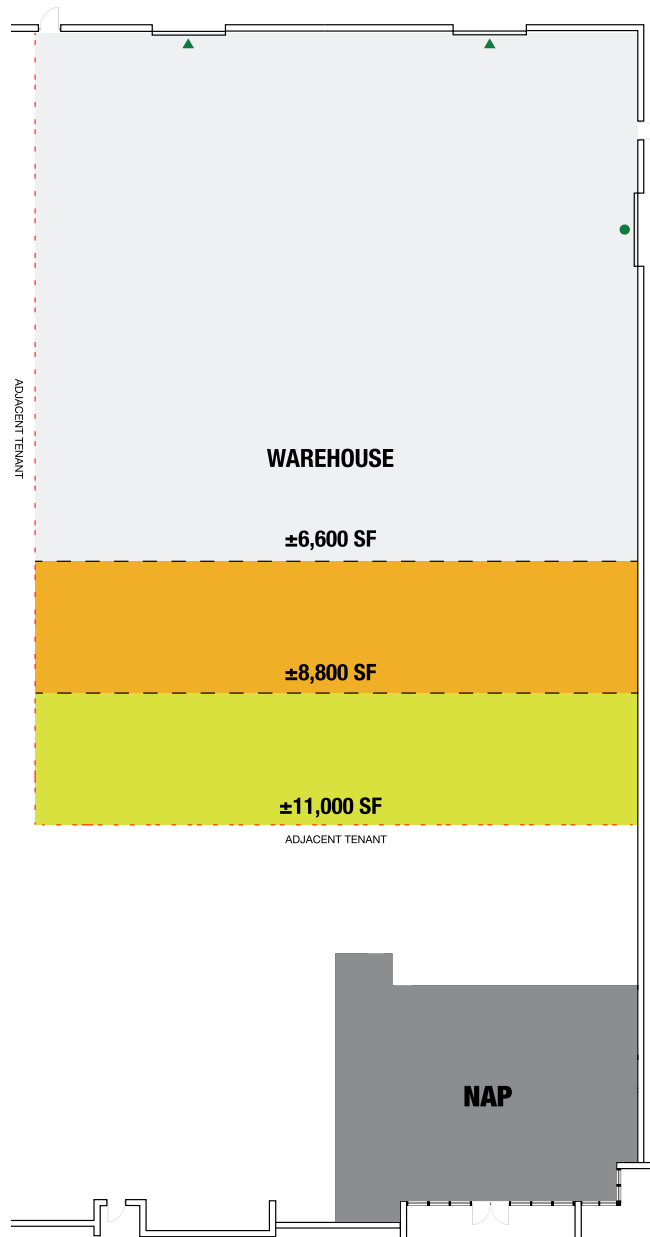 ADJACENT TENANT
WAREHOUSE
±6,600 SF
±8,800 SF
±11,000 SF
ADJACENT TENANT
NAP